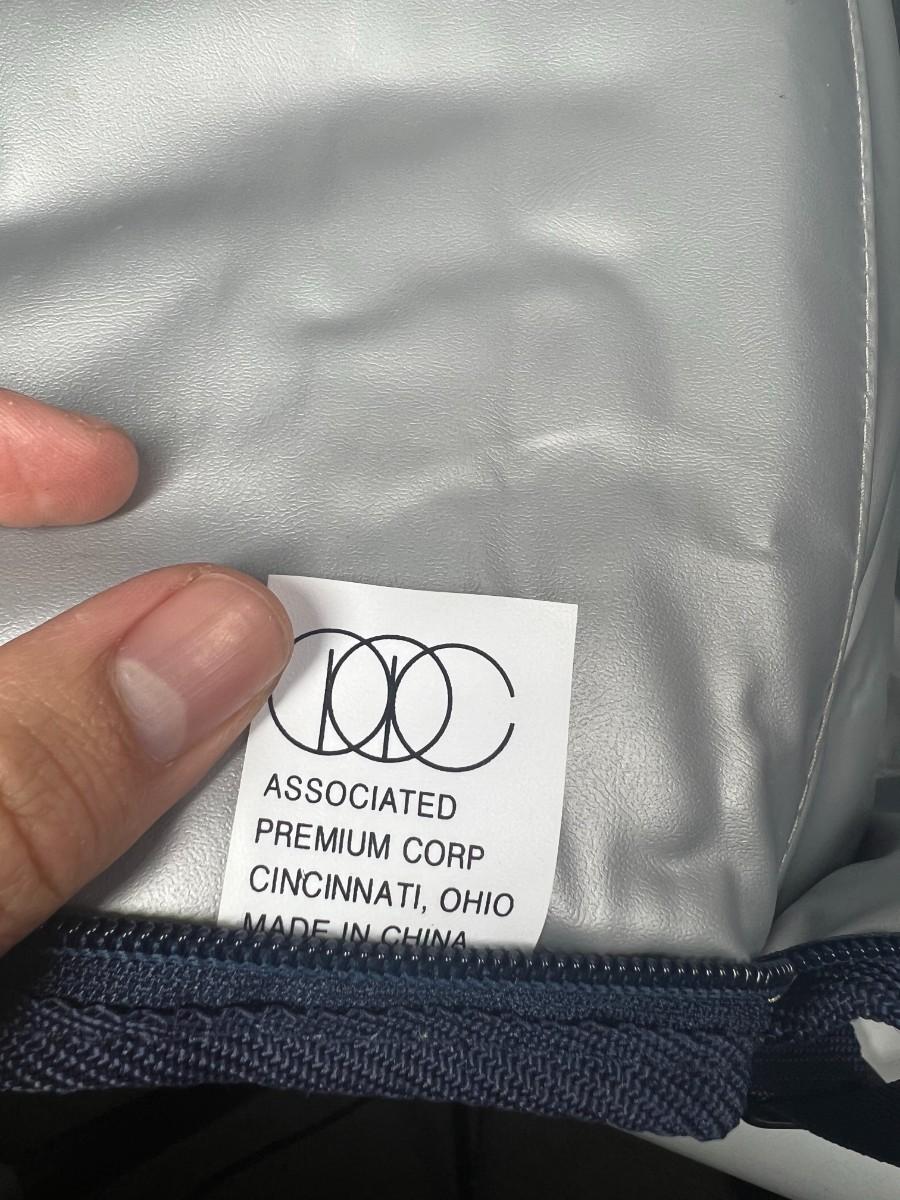 ASSOCIATED
PREMIUM CORP
CINCINNATI, OHIO
MADE IN CHINA